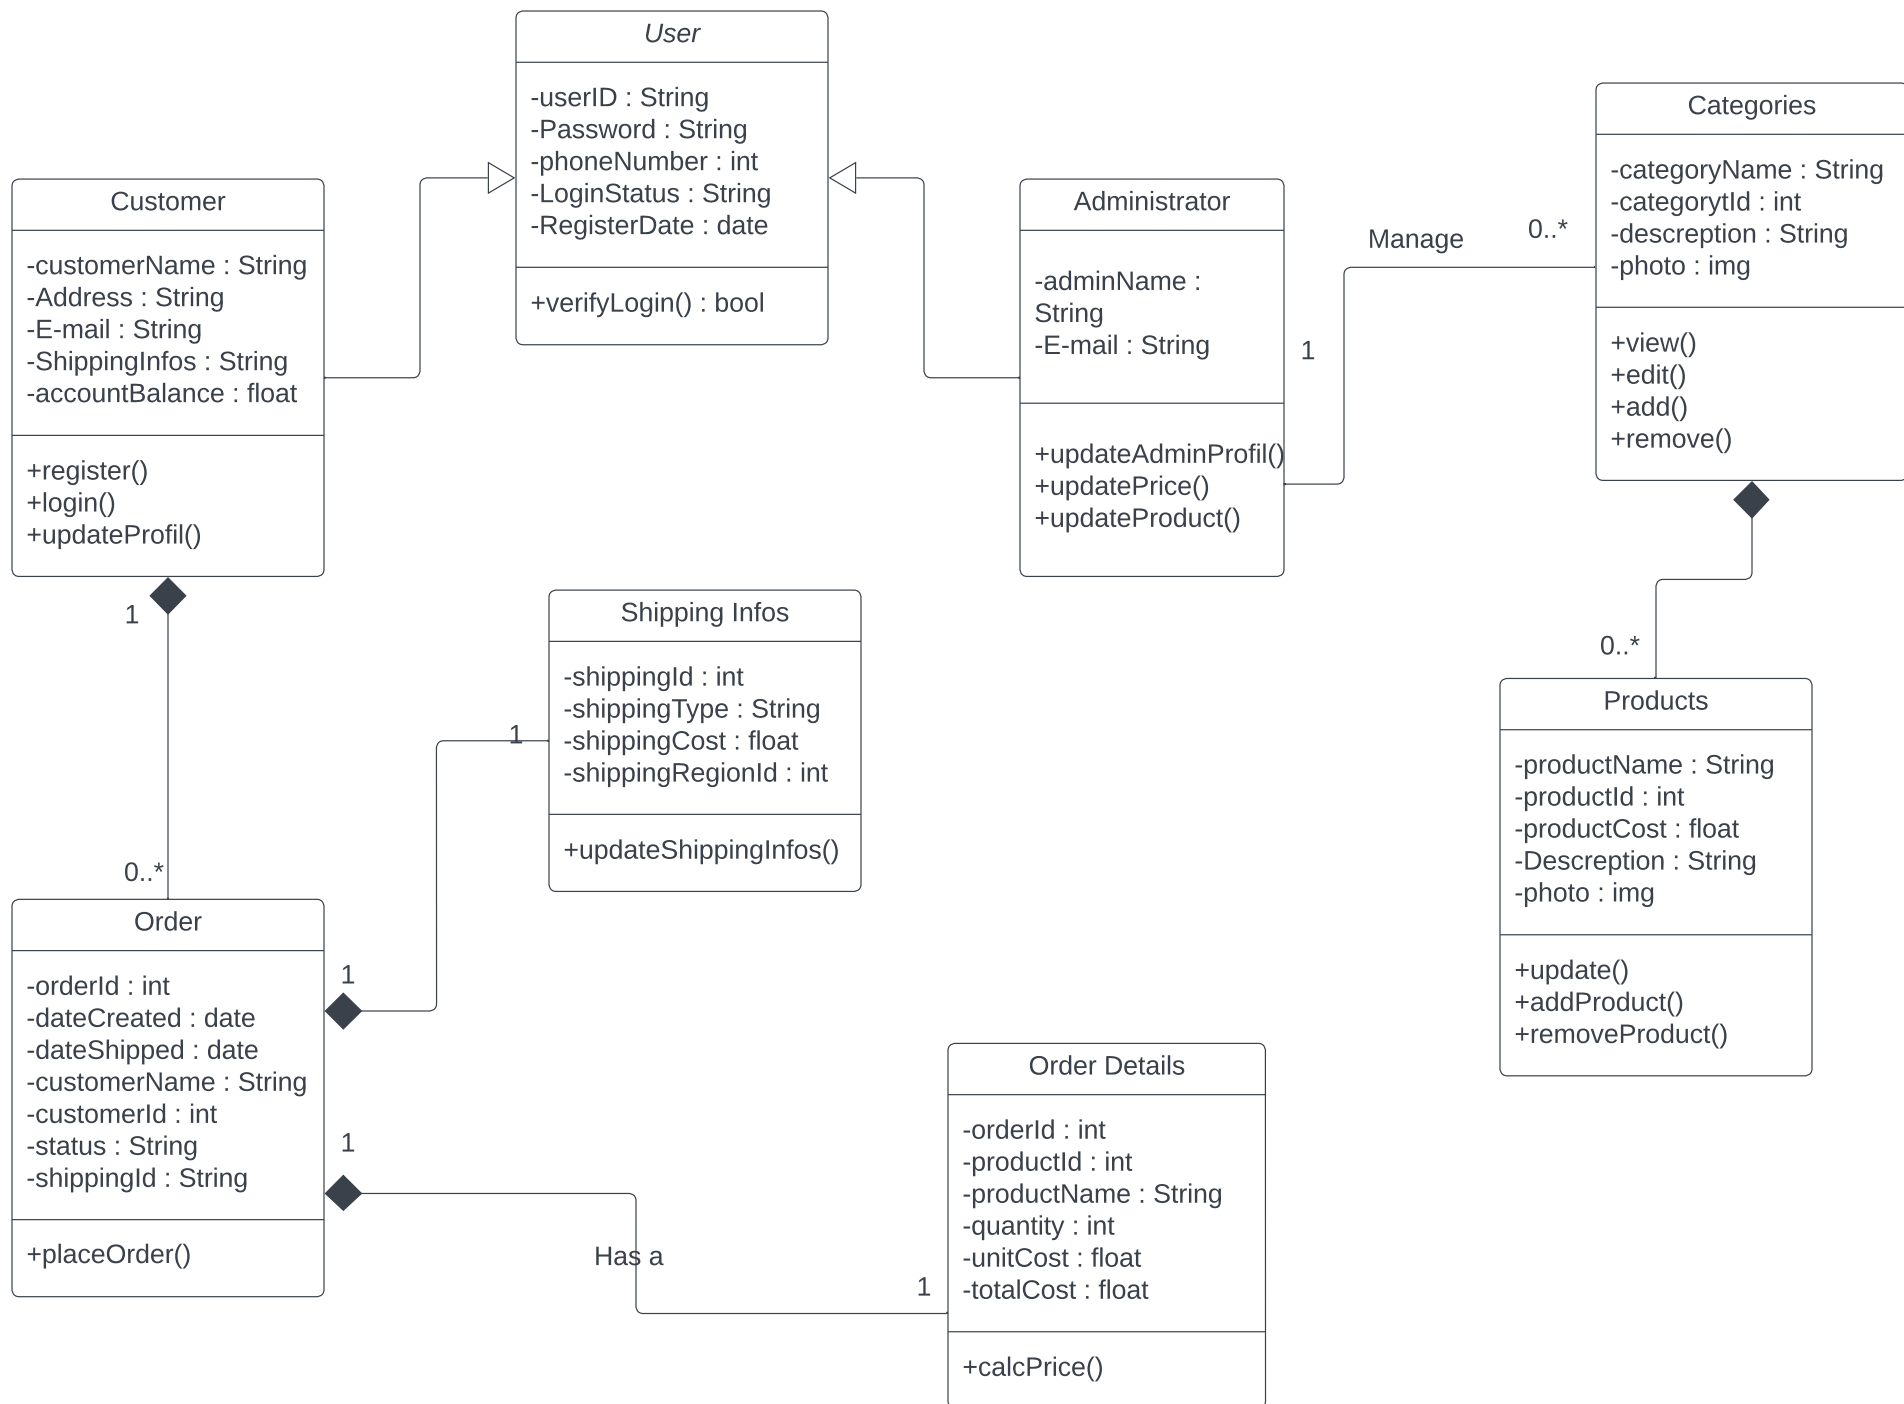 User
-userID : String
-Password : String
-phoneNumber : int
-LoginStatus : String
-RegisterDate : date
+verifyLogin() : bool
Customer
-customerName : String
-Address : String
-E-mail : String
-ShippingInfos : String
-accountBalance : float
+register()
+login()
+updateProfil()
Administrator
-adminName :
String
-E-mail : String
+updateAdminProfil()
+updatePrice()
+updateProduct()
Manage
0..*
1
Categories
-categoryName : String
-categorytId : int
-descreption : String
-photo : img
+view()
+edit()
+add()
+remove()
1
0..*
Shipping Infos
-shippingId : int
-shippingType : String
-shippingCost : float
-shippingRegionId : int
+updateShippingInfos()
1
0..*
Products
-productName : String
-productId : int
-productCost : float
-Descreption : String
-photo : img
+update()
+addProduct()
+removeProduct()
Order
-orderId : int
-dateCreated : date
-dateShipped : date
-customerName : String
-customerId : int
-status : String
-shippingId : String
+placeOrder()
1
1
Has a
1
Order Details
-orderId : int
-productId : int
-productName : String
-quantity : int
-unitCost : float
-totalCost : float
+calcPrice()